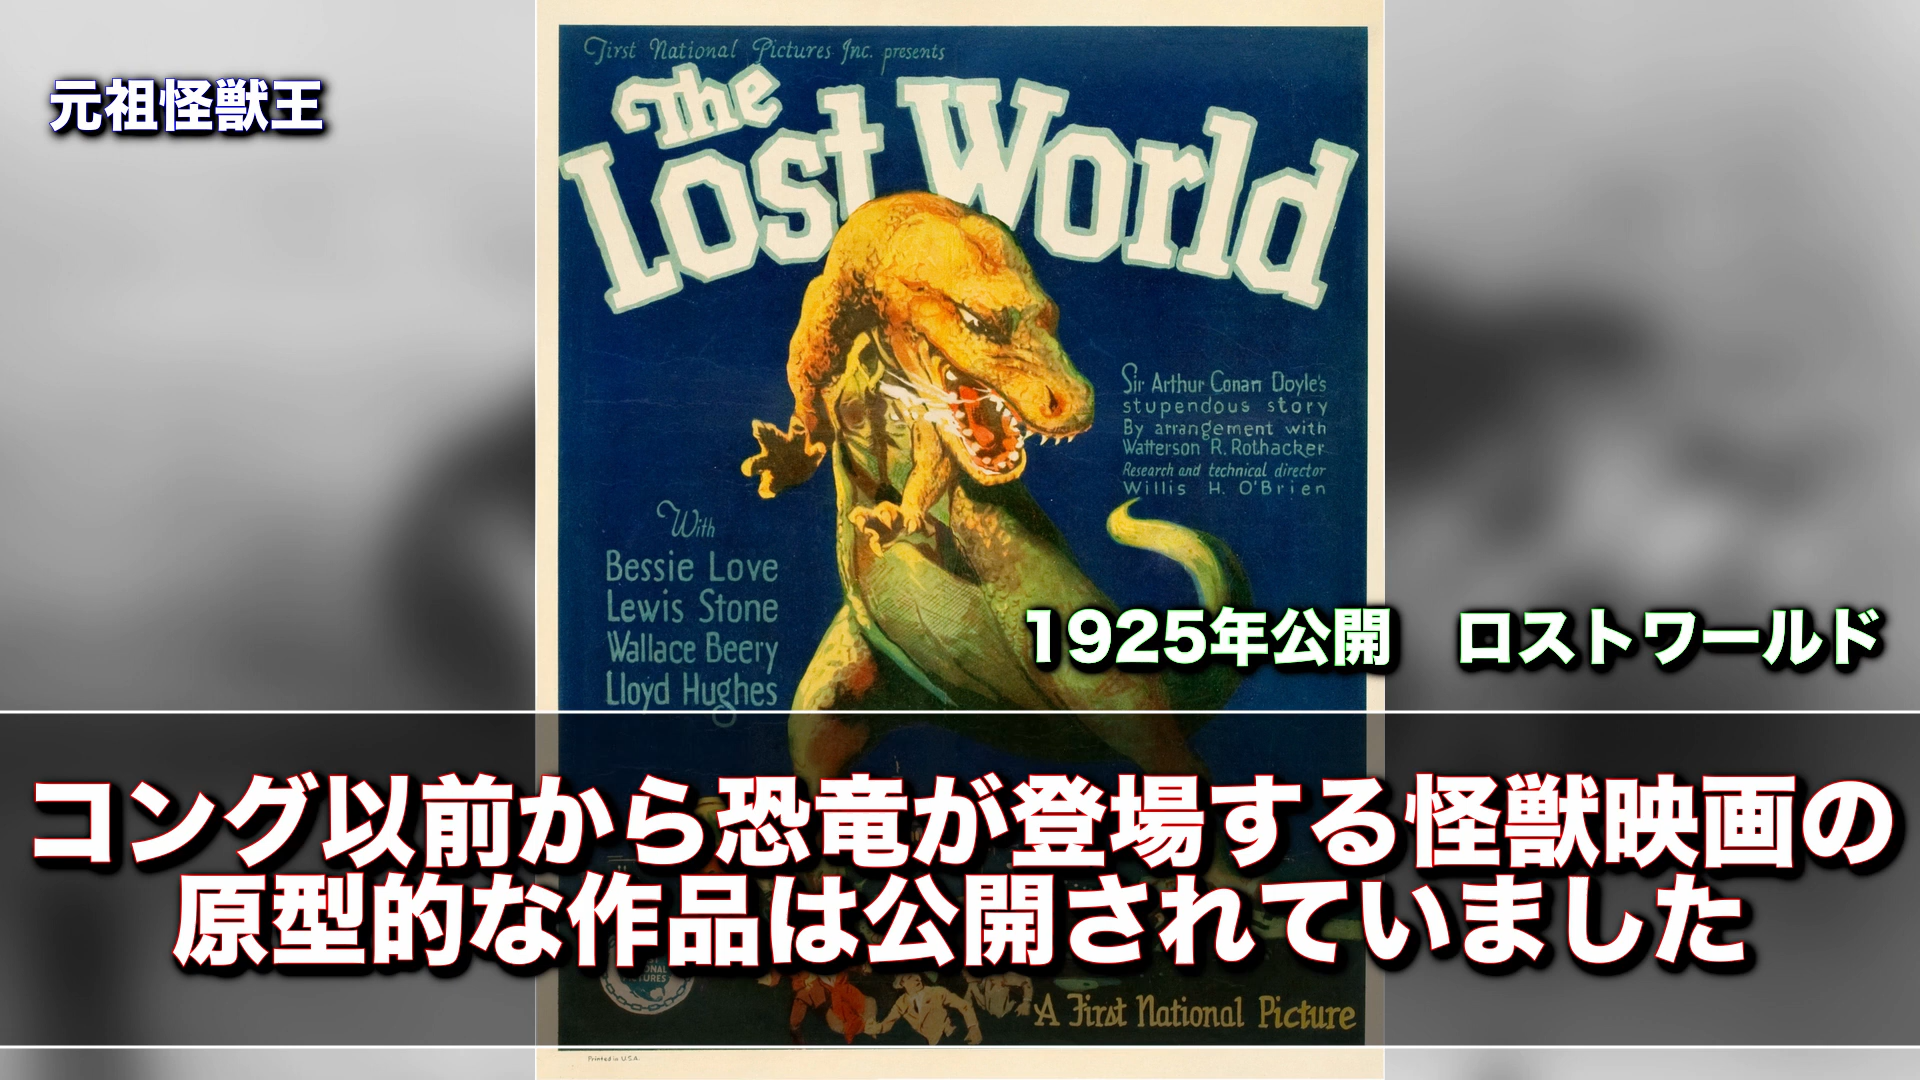 元祖怪獣王
First National Pictures Inc. presents
The
Lost World
Sir Arthur Conan Doyle's
stupendous story
By arrangement with
Watterson R. Rothacker
Research and technical director
Willis H. O'Brien
With
Bessie Love
Lewis Stone
Wallace Beery
Lloyd Hughes
1925年公開　ロストワールド
コング以前から恐竜が登場する怪獣映画の
原型的な作品は公開されていました
A First National Picture
Printed in U.S.A.